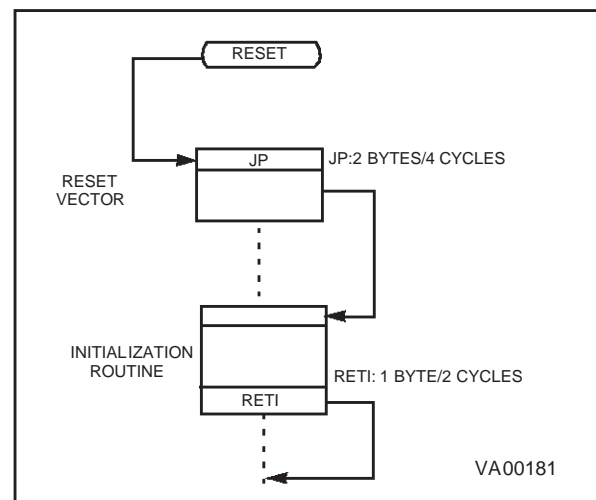 RESET
JP
JP:2 BYTES/4 CYCLES
RESET
VECTOR
INITIALIZATION
ROUTINE
RETI: 1 BYTE/2 CYCLES
RETI
VA00181